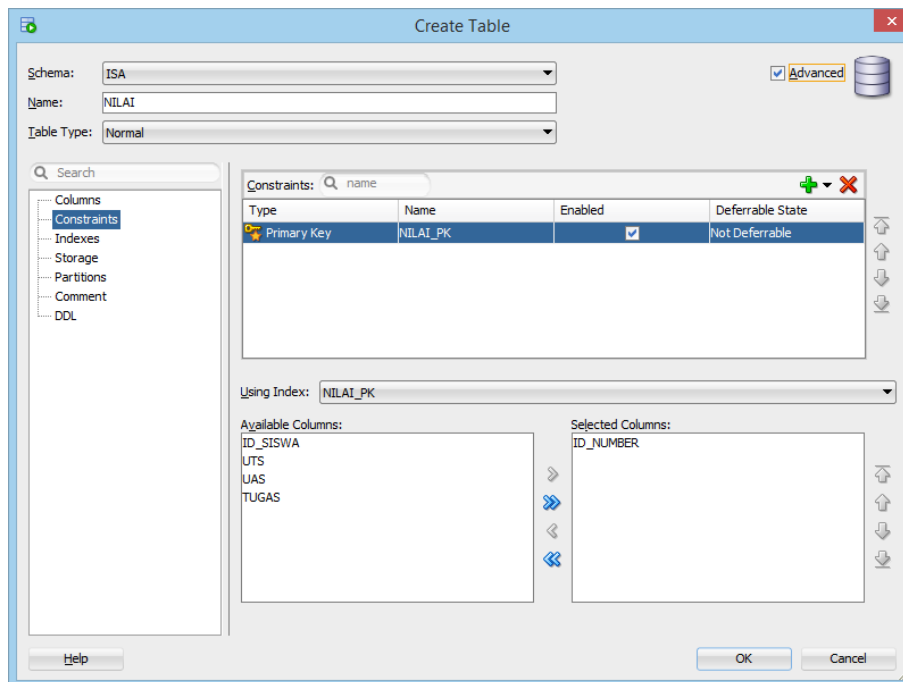 Create Table
Schema: ISA
Advanced
Name: NILAI
Table Type: Normal
Search
Columns
Constraints
Indexes
Storage
Partitions
Comment
DDL
Constraints: name
Type Name Enabled Deferrable State
Primary Key NILAI_PK Not Deferrable
Using Index: NILAI_PK
Available Columns:
ID_SISWA
UTS
UAS
TUGAS
Selected Columns:
ID_NUMBER
Help OK Cancel